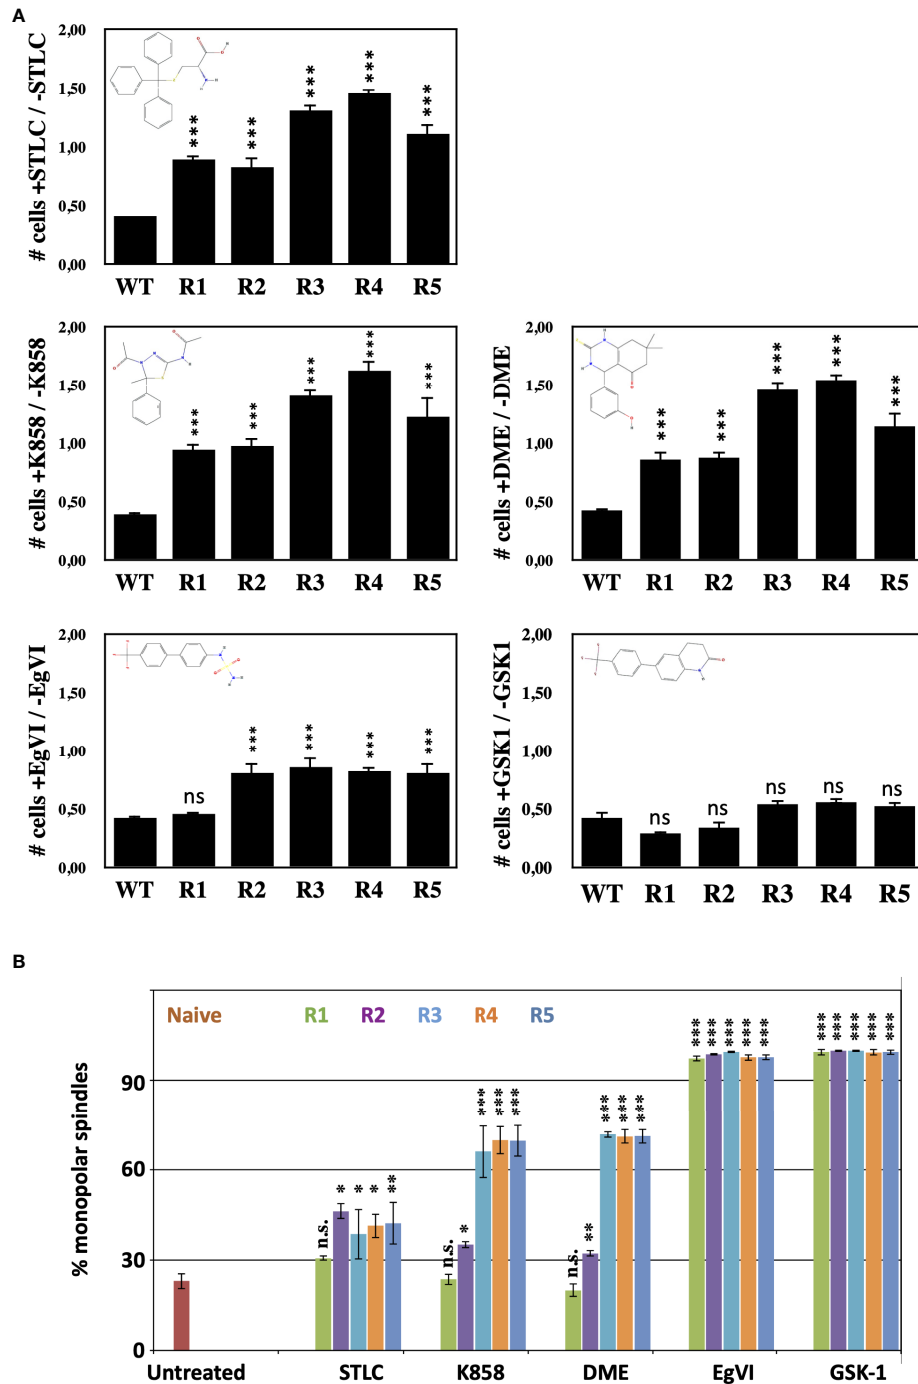 A
# cells +STLC / -STLC
2,00
1,50
1,00
0,50
0,00
*** *** *** *** ***
WT R1 R2 R3 R4 R5
# cells +K858 / -K858
2,00
1,50
1,00
0,50
0,00
*** *** *** *** ***
WT R1 R2 R3 R4 R5
# cells +DME / -DME
2,00
1,50
1,00
0,50
0,00
*** *** *** *** ***
WT R1 R2 R3 R4 R5
# cells +EgVI / -EgVI
2,00
1,50
1,00
0,50
0,00
ns *** *** *** ***
WT R1 R2 R3 R4 R5
# cells +GSK1 / -GSK1
2,00
1,50
1,00
0,50
0,00
ns ns ns ns ns
WT R1 R2 R3 R4 R5
B
% monopolar spindles
Naive R1 R2 R3 R4 R5
90
60
30
0
n.s. * * * **
n.s. * *** *** ***
n.s. ** *** *** ***
*** *** *** *** ***
*** *** *** *** ***
Untreated STLC K858 DME EgVI GSK-1